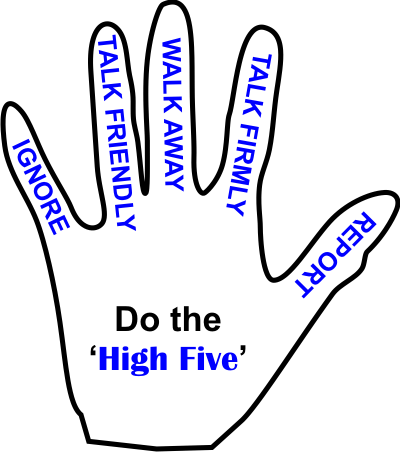 IGNORE
TALK FRIENDLY
WALK AWAY
TALK FIRMLY
REPORT
Do the
‘High Five’